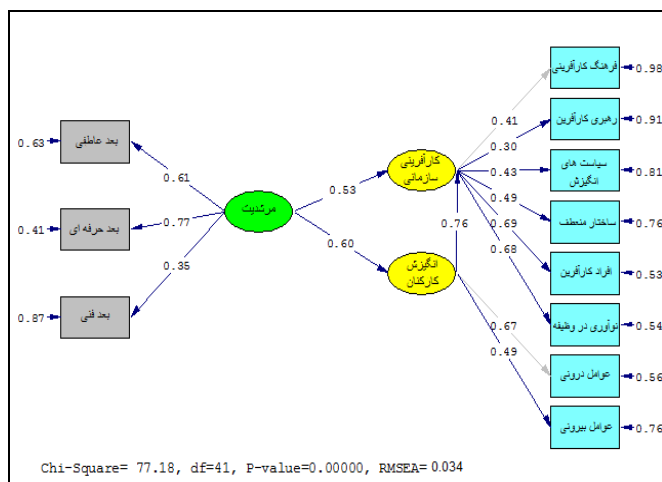 فرهنگ کارآفرینی
0.98
0.41
رهبری کارآفرین
0.91
0.30
بعد عاطفی
0.63
0.61
کارآفرینی
سازمانی
سیاست های
انگیزش
0.81
0.43
0.53
مرشدیت
ساختار منعطف
0.76
0.49
بعد حرفه ای
0.41
0.77
0.76
0.69
0.60
0.68
افراد کارآفرین
0.53
انگیزش
کارکنان
0.35
بعد فنی
0.87
نوآوری در وظیفه
0.54
0.67
0.49
عوامل درونی
0.56
عوامل بیرونی
0.76
Chi-Square= 77.18, df=41, P-value=0.00000, RMSEA= 0.034